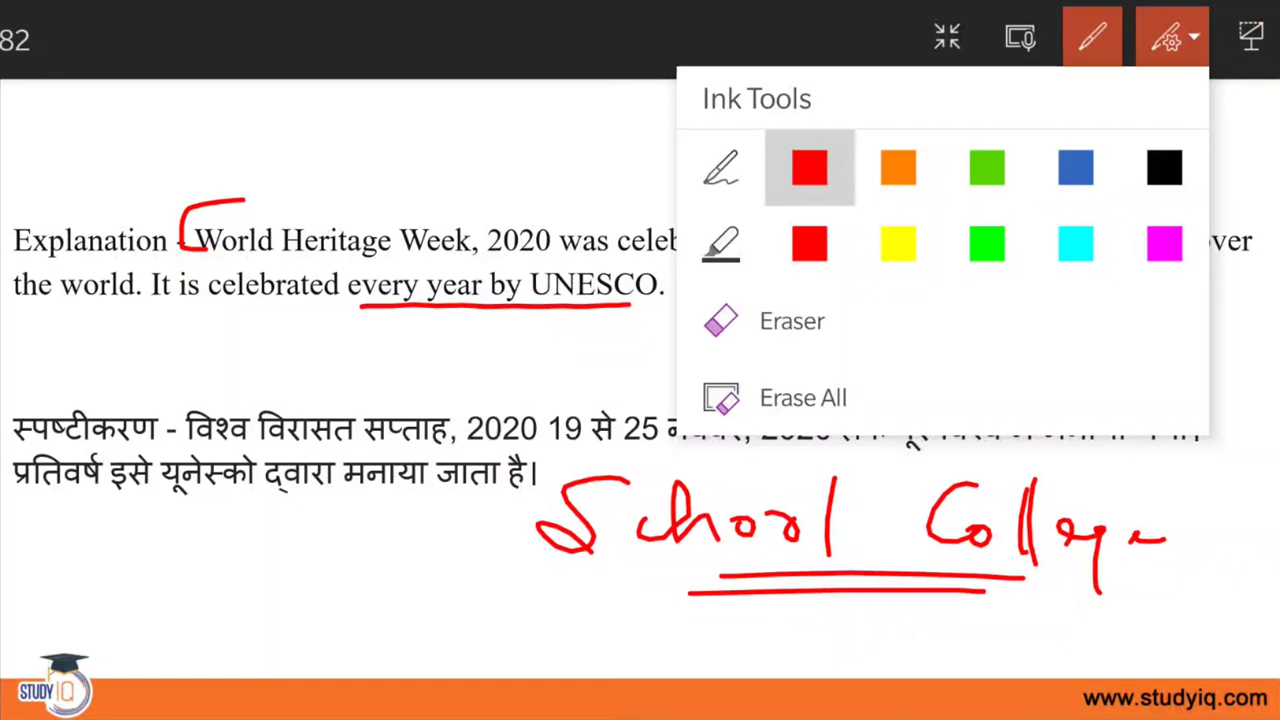 82
Ink Tools
Explanation - World Heritage Week, 2020 was celeb over
the world. It is celebrated every year by UNESCO.
Eraser
Erase All
स्पष्टीकरण - विश्व विरासत सप्ताह, 2020 19 से 25
प्रतिवर्ष इसे यूनेस्को द्वारा मनाया जाता है।
School College
STUDY IQ
www.studyiq.com